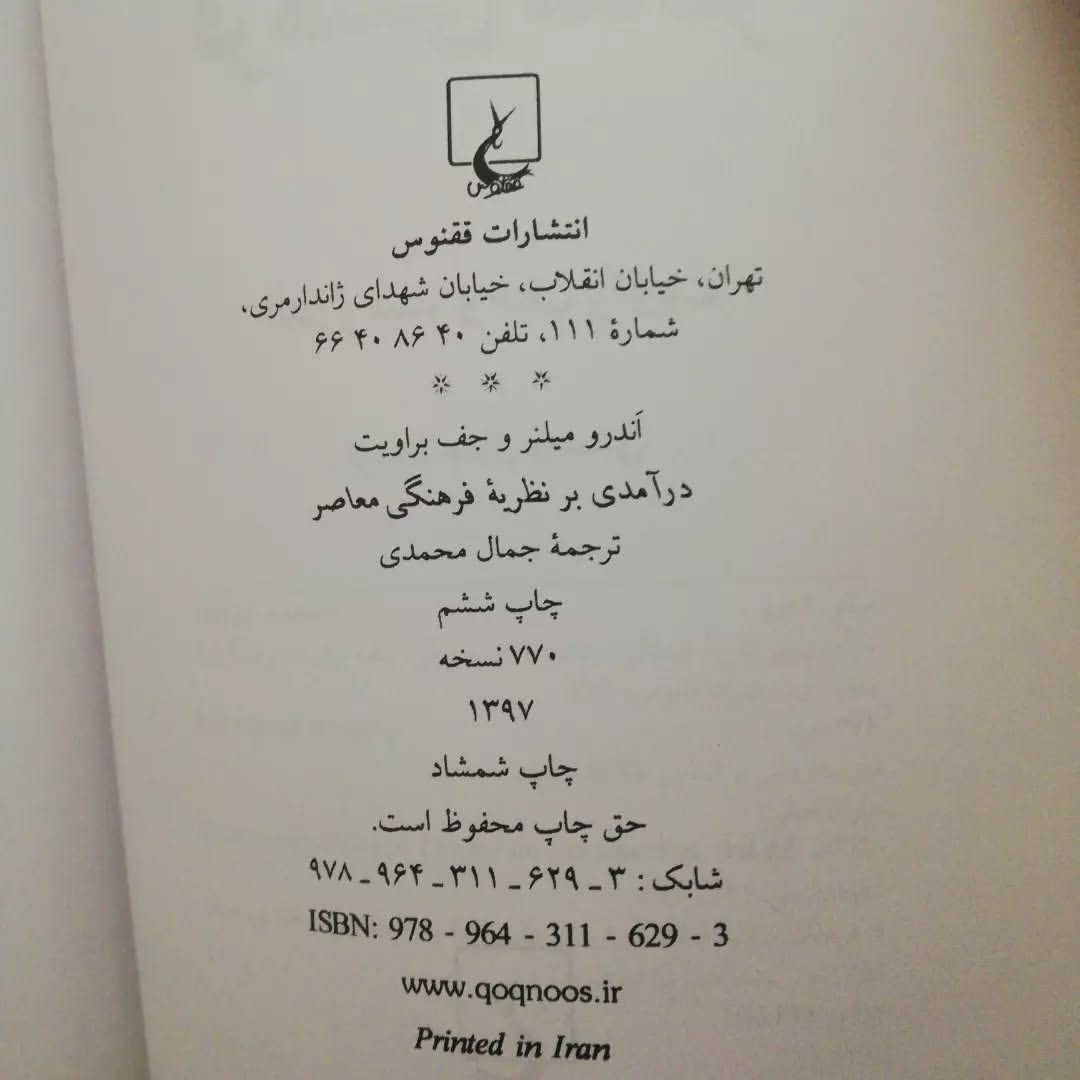 ققنوس
انتشارات ققنوس
تهران، خیابان انقلاب، خیابان شهدای ژاندارمری،
شمارهٔ ۱۱۱، تلفن ۴۰ ۸۶ ۴۰ ۶۶
* * *
اَندرو میلنر و جف براویت
درآمدی بر نظریهٔ فرهنگی معاصر
ترجمهٔ جمال محمدی
چاپ ششم
۷۷۰ نسخه
۱۳۹۷
چاپ شمشاد
حق چاپ محفوظ است.
شابک: ۳ ـ ۶۲۹ ـ ۳۱۱ ـ ۹۶۴ ـ ۹۷۸
ISBN: 978 - 964 - 311 - 629 - 3
www.qoqnoos.ir
Printed in Iran